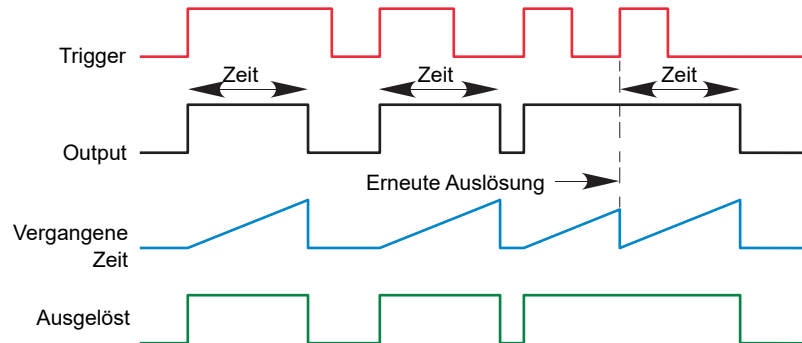 Trigger
Zeit
Zeit
Zeit
Output
Erneute Auslösung
Vergangene
Zeit
Ausgelöst